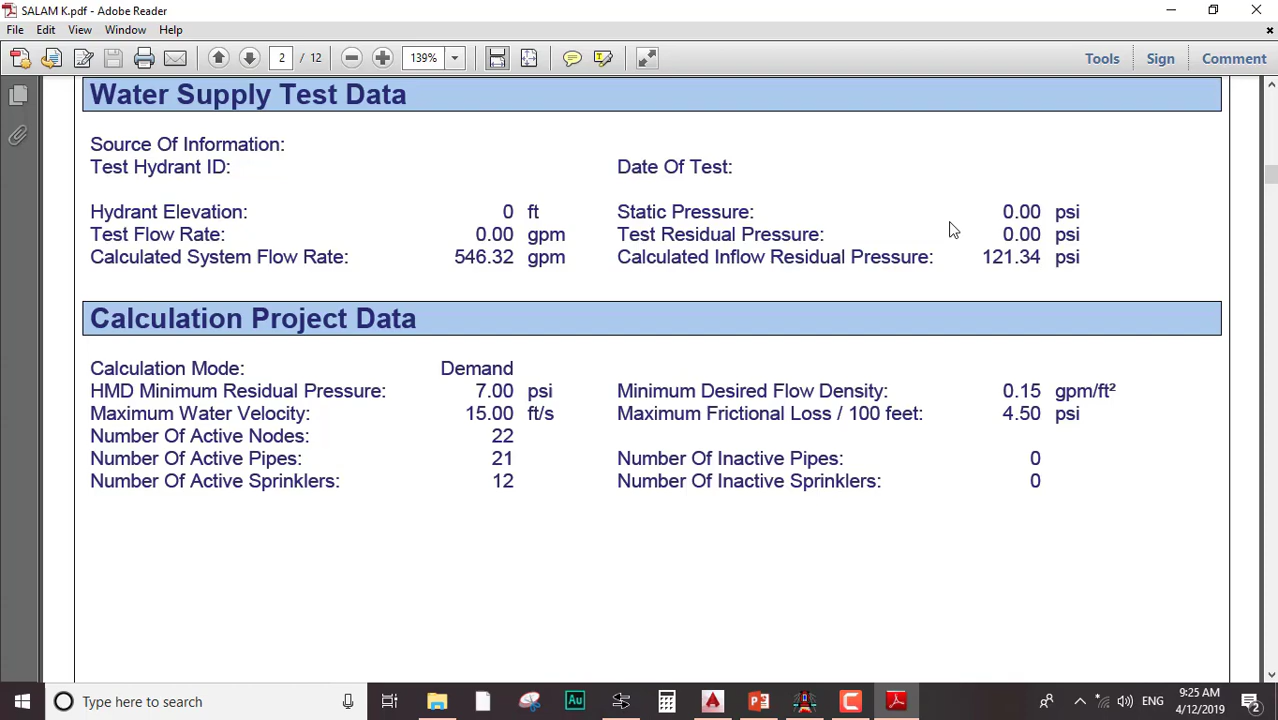 SALAM K.pdf - Adobe Reader
File Edit View Window Help
2 / 12 139% Tools Sign Comment
Water Supply Test Data
Source Of Information:
Test Hydrant ID: Date Of Test:
Hydrant Elevation: 0 ft Static Pressure: 0.00 psi
Test Flow Rate: 0.00 gpm Test Residual Pressure: 0.00 psi
Calculated System Flow Rate: 546.32 gpm Calculated Inflow Residual Pressure: 121.34 psi
Calculation Project Data
Calculation Mode: Demand
HMD Minimum Residual Pressure: 7.00 psi Minimum Desired Flow Density: 0.15 gpm/ft²
Maximum Water Velocity: 15.00 ft/s Maximum Frictional Loss / 100 feet: 4.50 psi
Number Of Active Nodes: 22
Number Of Active Pipes: 21 Number Of Inactive Pipes: 0
Number Of Active Sprinklers: 12 Number Of Inactive Sprinklers: 0
Type here to search Au ENG 9:25 AM
4/12/2019 2